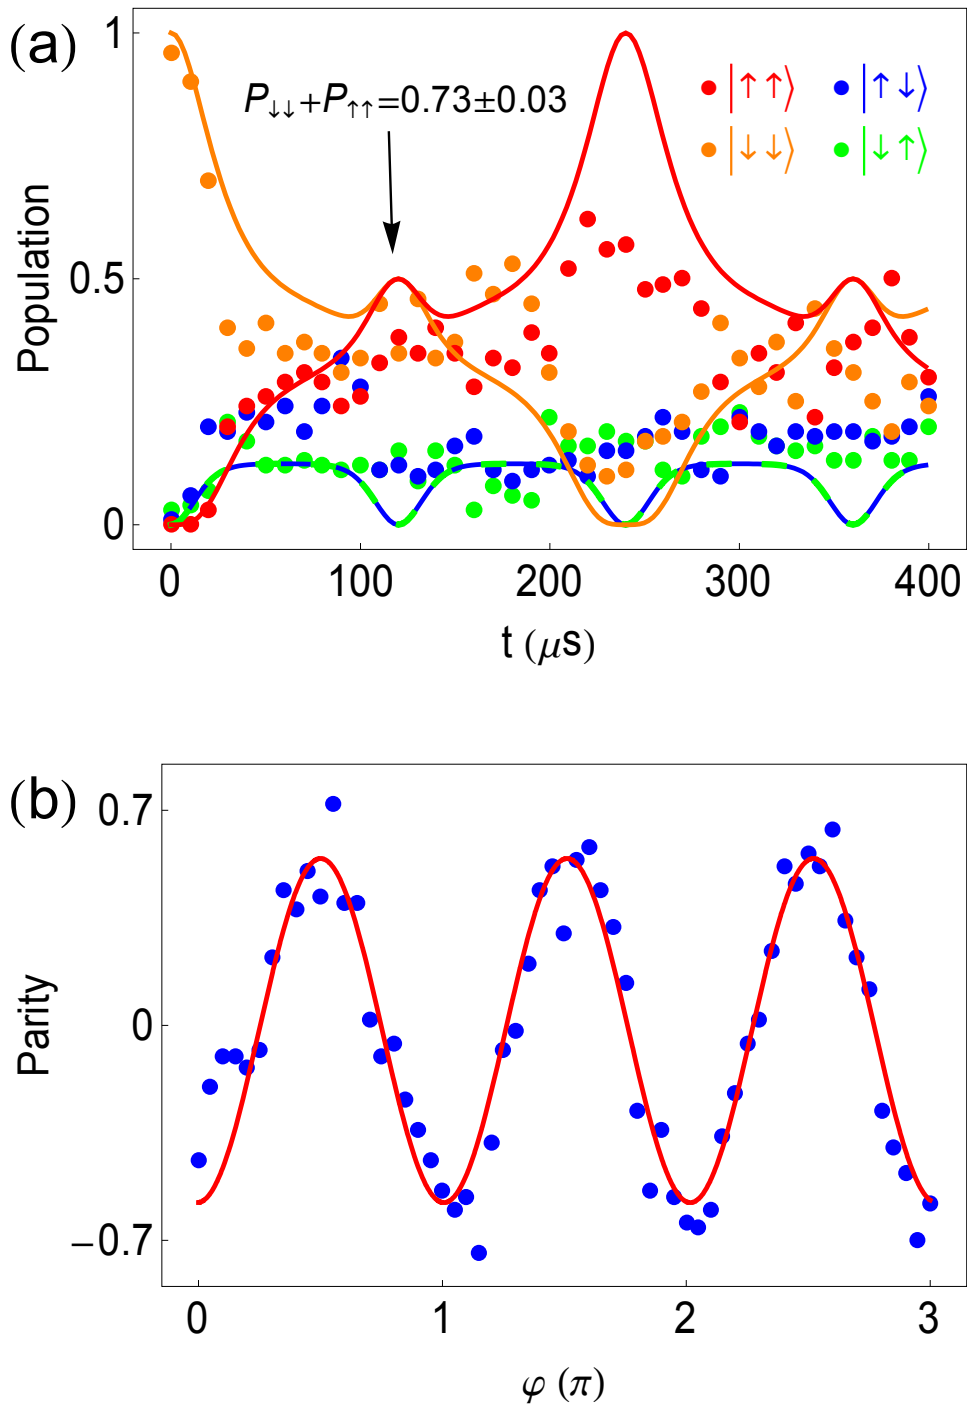 (a)
1
0.5
0
Population
P↓↓+P↑↑=0.73±0.03
|↑↑⟩ |↑↓⟩
|↓↓⟩ |↓↑⟩
0 100 200 300 400
t (μs)
(b)
0.7
0
−0.7
Parity
0 1 2 3
φ (π)